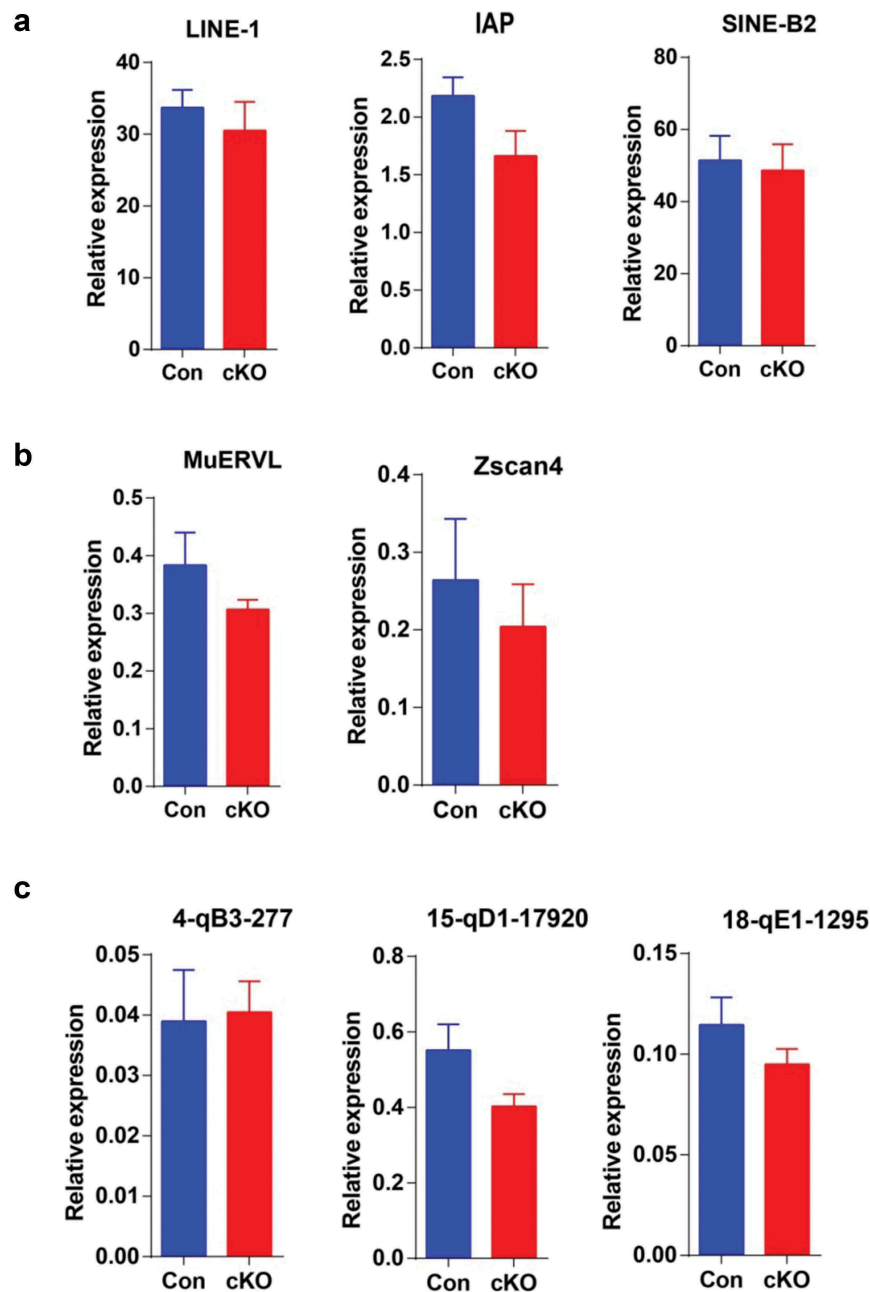 a
LINE-1
IAP
SINE-B2
Relative expression
40
30
20
10
0
Con cKO
Relative expression
2.5
2.0
1.5
1.0
0.5
0.0
Con cKO
Relative expression
80
60
40
20
0
Con cKO
b
MuERVL
Zscan4
Relative expression
0.5
0.4
0.3
0.2
0.1
0.0
Con cKO
Relative expression
0.4
0.3
0.2
0.1
0.0
Con cKO
c
4-qB3-277
15-qD1-17920
18-qE1-1295
Relative expression
0.05
0.04
0.03
0.02
0.01
0.00
Con cKO
Relative expression
0.8
0.6
0.4
0.2
0.0
Con cKO
Relative expression
0.15
0.10
0.05
0.00
Con cKO